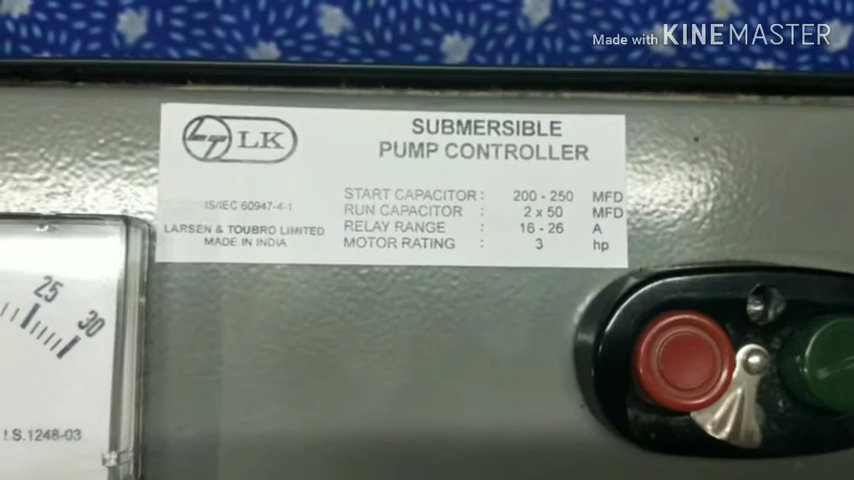 Made with KINEMASTER
LT LK
SUBMERSIBLE
PUMP CONTROLLER
IS/IEC 60947-4-1
LARSEN & TOUBRO LIMITED
MADE IN INDIA
START CAPACITOR : 200 - 250 MFD
RUN CAPACITOR : 2 x 50 MFD
RELAY RANGE : 16 - 26 A
MOTOR RATING : 3 hp
25
30
I.S.1248-03